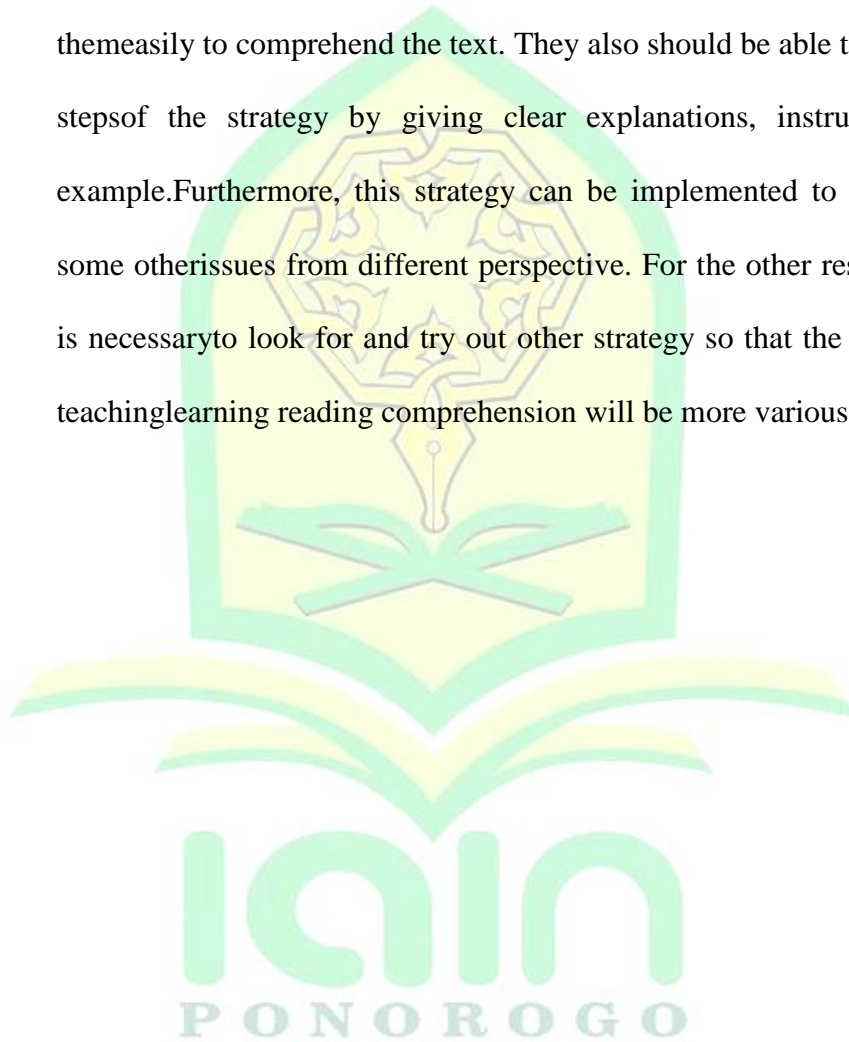 themeasily to comprehend the text. They also should be able t
stepsof the strategy by giving clear explanations, instru
example.Furthermore, this strategy can be implemented to
some otherissues from different perspective. For the other res
is necessaryto look for and try out other strategy so that the
teachinglearning reading comprehension will be more various
iain
PONOROGO